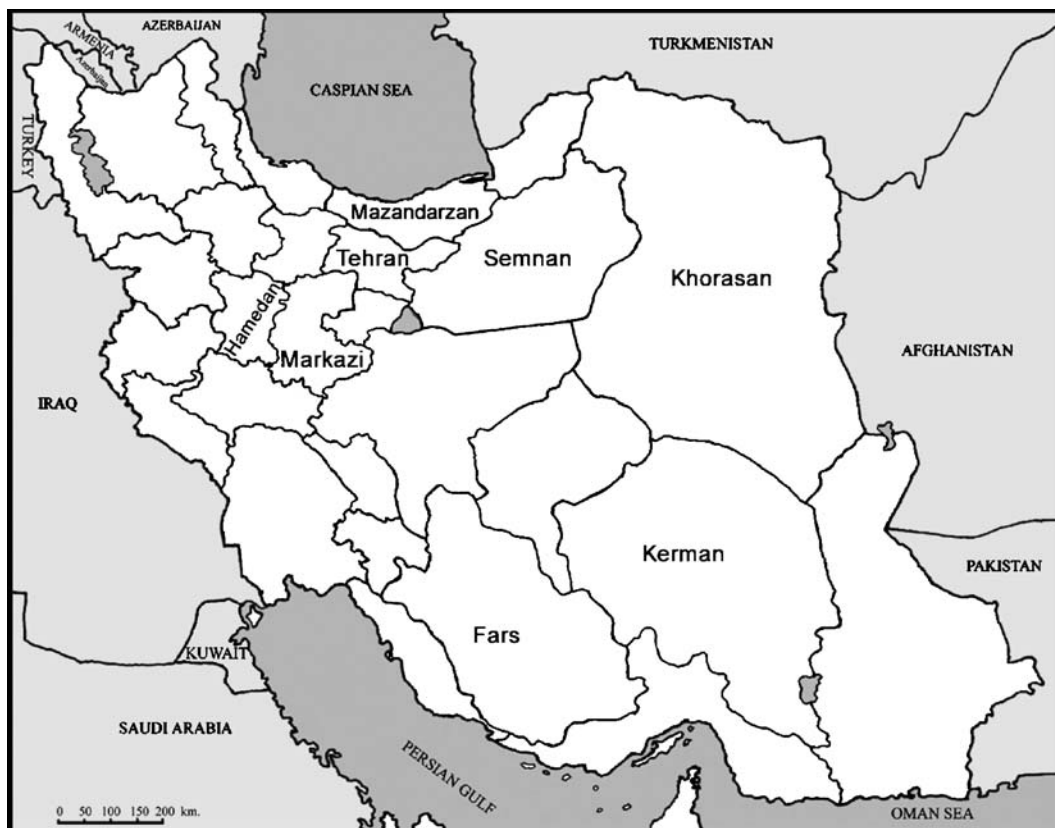 AZERBAIJAN
ARMENIA
Azerbaijan
TURKMENISTAN
CASPIAN SEA
TURKEY
Mazandarzan
Tehran
Semnan
Khorasan
Hamedan
Markazi
AFGHANISTAN
IRAQ
Kerman
PAKISTAN
Fars
KUWAIT
SAUDI ARABIA
PERSIAN GULF
OMAN SEA
0 50 100 150 200 km.